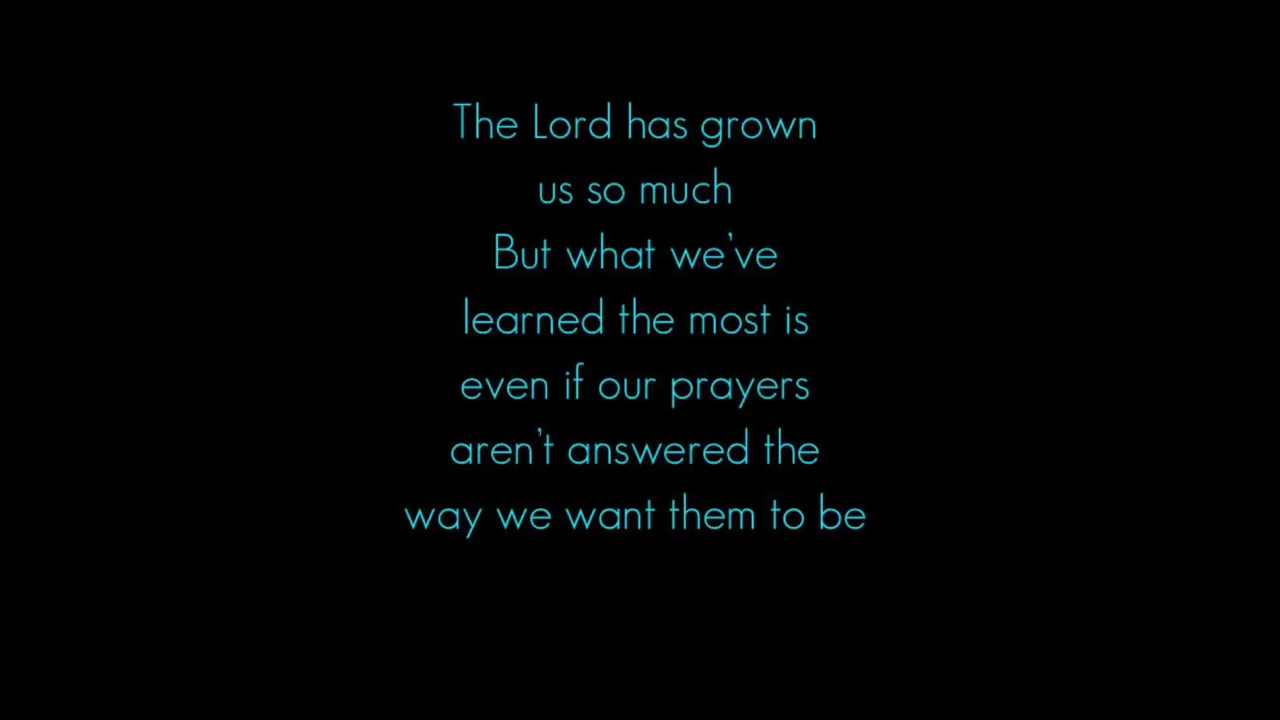 The Lord has grown
us so much
But what we've
learned the most is
even if our prayers
aren't answered the
way we want them to be